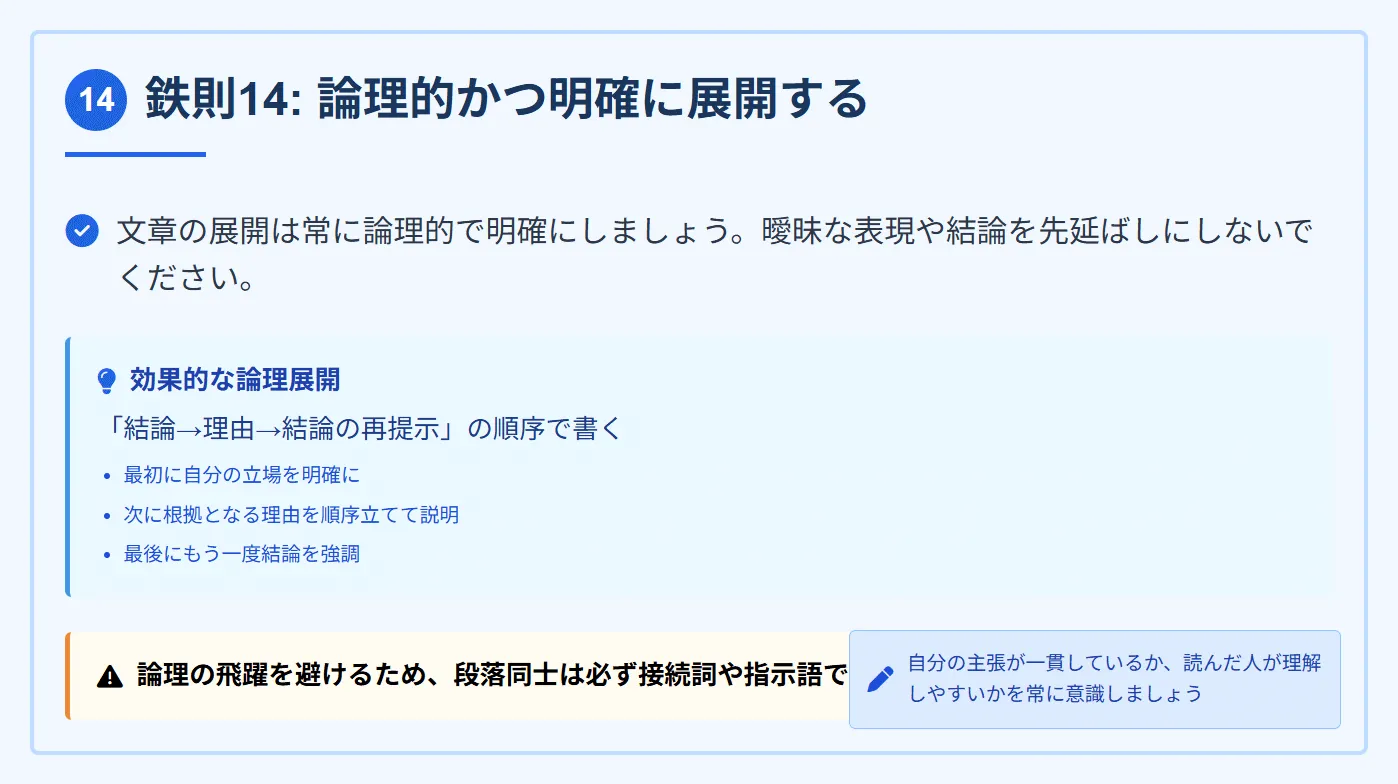 14 鉄則14: 論理的かつ明確に展開する
文章の展開は常に論理的で明確にしましょう。曖昧な表現や結論を先延ばしにしないで
ください。
効果的な論理展開
「結論→理由→結論の再提示」の順序で書く
• 最初に自分の立場を明確に
• 次に根拠となる理由を順序立てて説明
• 最後にもう一度結論を強調
論理の飛躍を避けるため、段落同士は必ず接続詞や指示語で
自分の主張が一貫しているか、読んだ人が理解
しやすいかを常に意識しましょう